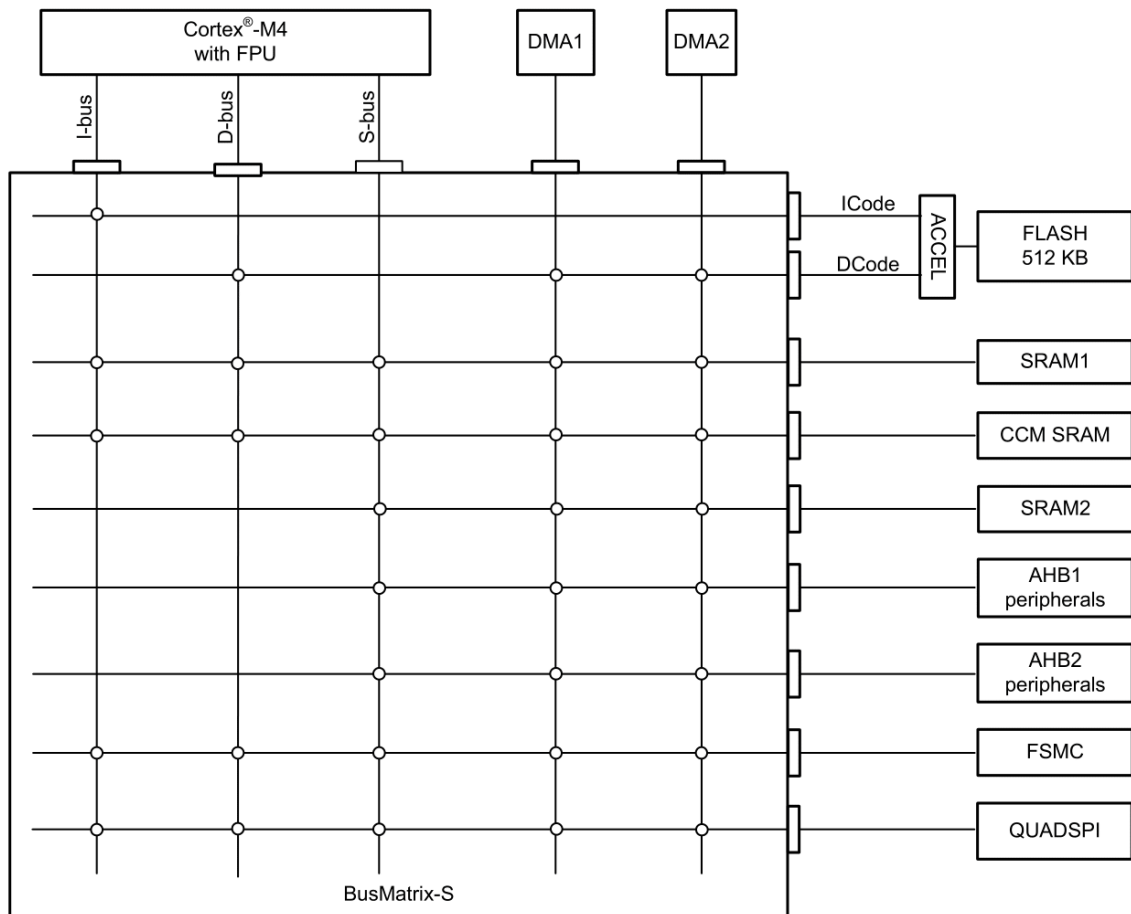 Cortex®-M4
with FPU
DMA1
DMA2
I-bus
D-bus
S-bus
ICode
DCode
ACCEL
FLASH
512 KB
SRAM1
CCM SRAM
SRAM2
AHB1
peripherals
AHB2
peripherals
FSMC
QUADSPI
BusMatrix-S